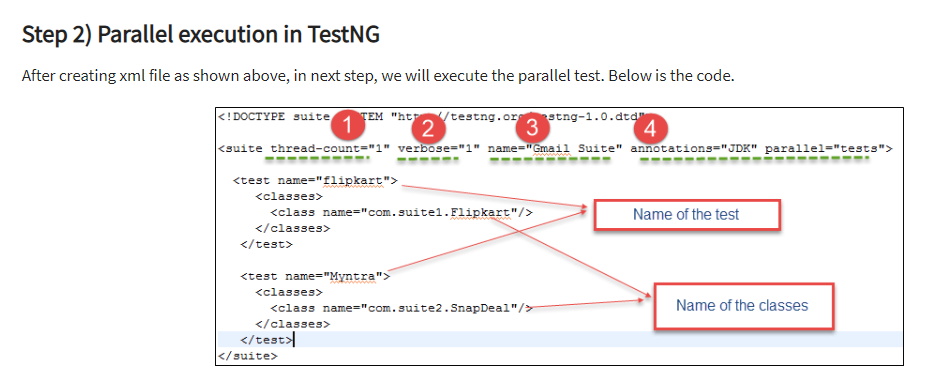 Step 2) Parallel execution in TestNG
After creating xml file as shown above, in next step, we will execute the parallel test. Below is the code.
1
2
3
4
<!DOCTYPE suite "ht //testng.or estng-1.0.dtd"
<suite thread-count="1" verbose="1" name="Gmail Suite" annotations="JDK" parallel="tests">
<test name="flipkart">
<classes>
<class name="com.suite1.Flipkart"/>
Name of the test
</classes>
</test>
<test name="Myntra">
<classes>
<class name="com.suite2.SnapDeal"/>
Name of the classes
</classes>
</test>
</suite>